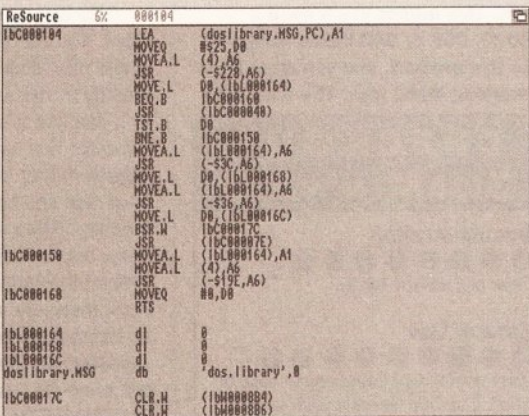 ReSource 6% 000104
lbC000104 LEA (doslibrary.MSG,PC),A1
MOVEQ #$25,D0
MOVEA.L (4),A6
JSR (-$228,A6)
MOVE.L D0,(lbL000164)
BEQ.B lbC000160
JSR (lbC000040)
TST.B D0
BNE.B lbC000150
MOVEA.L (lbL000164),A6
JSR (-$3C,A6)
MOVE.L D0,(lbL000168)
MOVEA.L (lbL000164),A6
JSR (-$36,A6)
MOVE.L D0,(lbL00016C)
BSR.W lbC00017C
JSR (lbC00007E)
lbC000150 MOVEA.L (lbL000164),A1
MOVEA.L (4),A6
JSR (-$19E,A6)
lbC000160 MOVEQ #0,D0
RTS
lbL000164 dl 0
lbL000168 dl 0
lbL00016C dl 0
doslibrary.MSG db 'dos.library',0
lbC00017C CLR.W (lbW000884)
CLR.W (lbW000886)